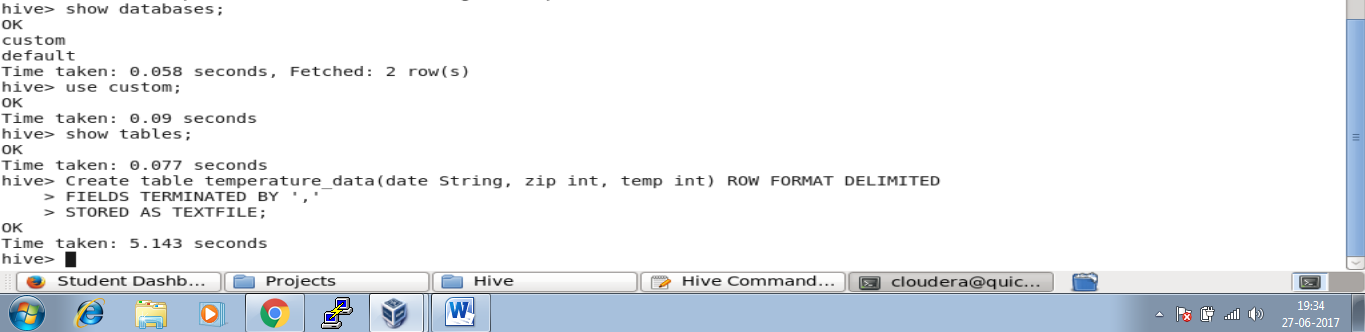 hive> show databases;
OK
custom
default
Time taken: 0.058 seconds, Fetched: 2 row(s)
hive> use custom;
OK
Time taken: 0.09 seconds
hive> show tables;
OK
Time taken: 0.077 seconds
hive> Create table temperature_data(date String, zip int, temp int) ROW FORMAT DELIMITED
    > FIELDS TERMINATED BY ','
    > STORED AS TEXTFILE;
OK
Time taken: 5.143 seconds
hive>
Student Dashb... Projects Hive Hive Command... cloudera@quic...
W
19:34
27-06-2017